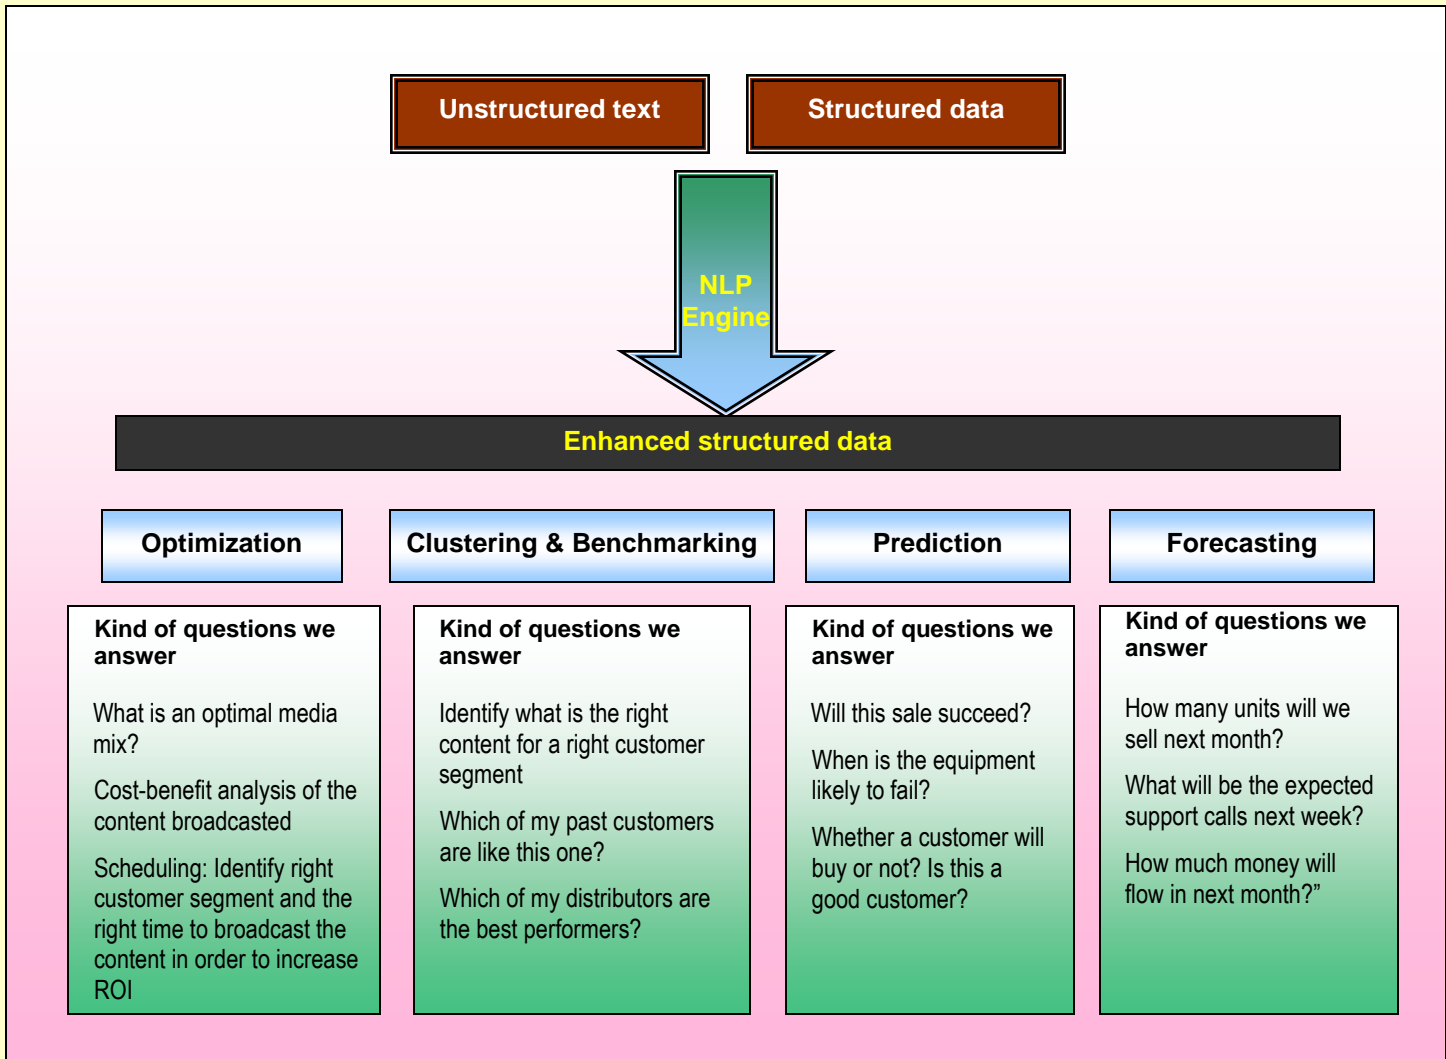 Unstructured text
Structured data
NLP
Engine
Enhanced structured data
Optimization
Clustering & Benchmarking
Prediction
Forecasting
Kind of questions we
answer
What is an optimal media
mix?
Cost-benefit analysis of the
content broadcasted
Scheduling: Identify right
customer segment and the
right time to broadcast the
content in order to increase
ROI
Kind of questions we
answer
Identify what is the right
content for a right customer
segment
Which of my past customers
are like this one?
Which of my distributors are
the best performers?
Kind of questions we
answer
Will this sale succeed?
When is the equipment
likely to fail?
Whether a customer will
buy or not? Is this a
good customer?
Kind of questions we
answer
How many units will we
sell next month?
What will be the expected
support calls next week?
How much money will
flow in next month?”